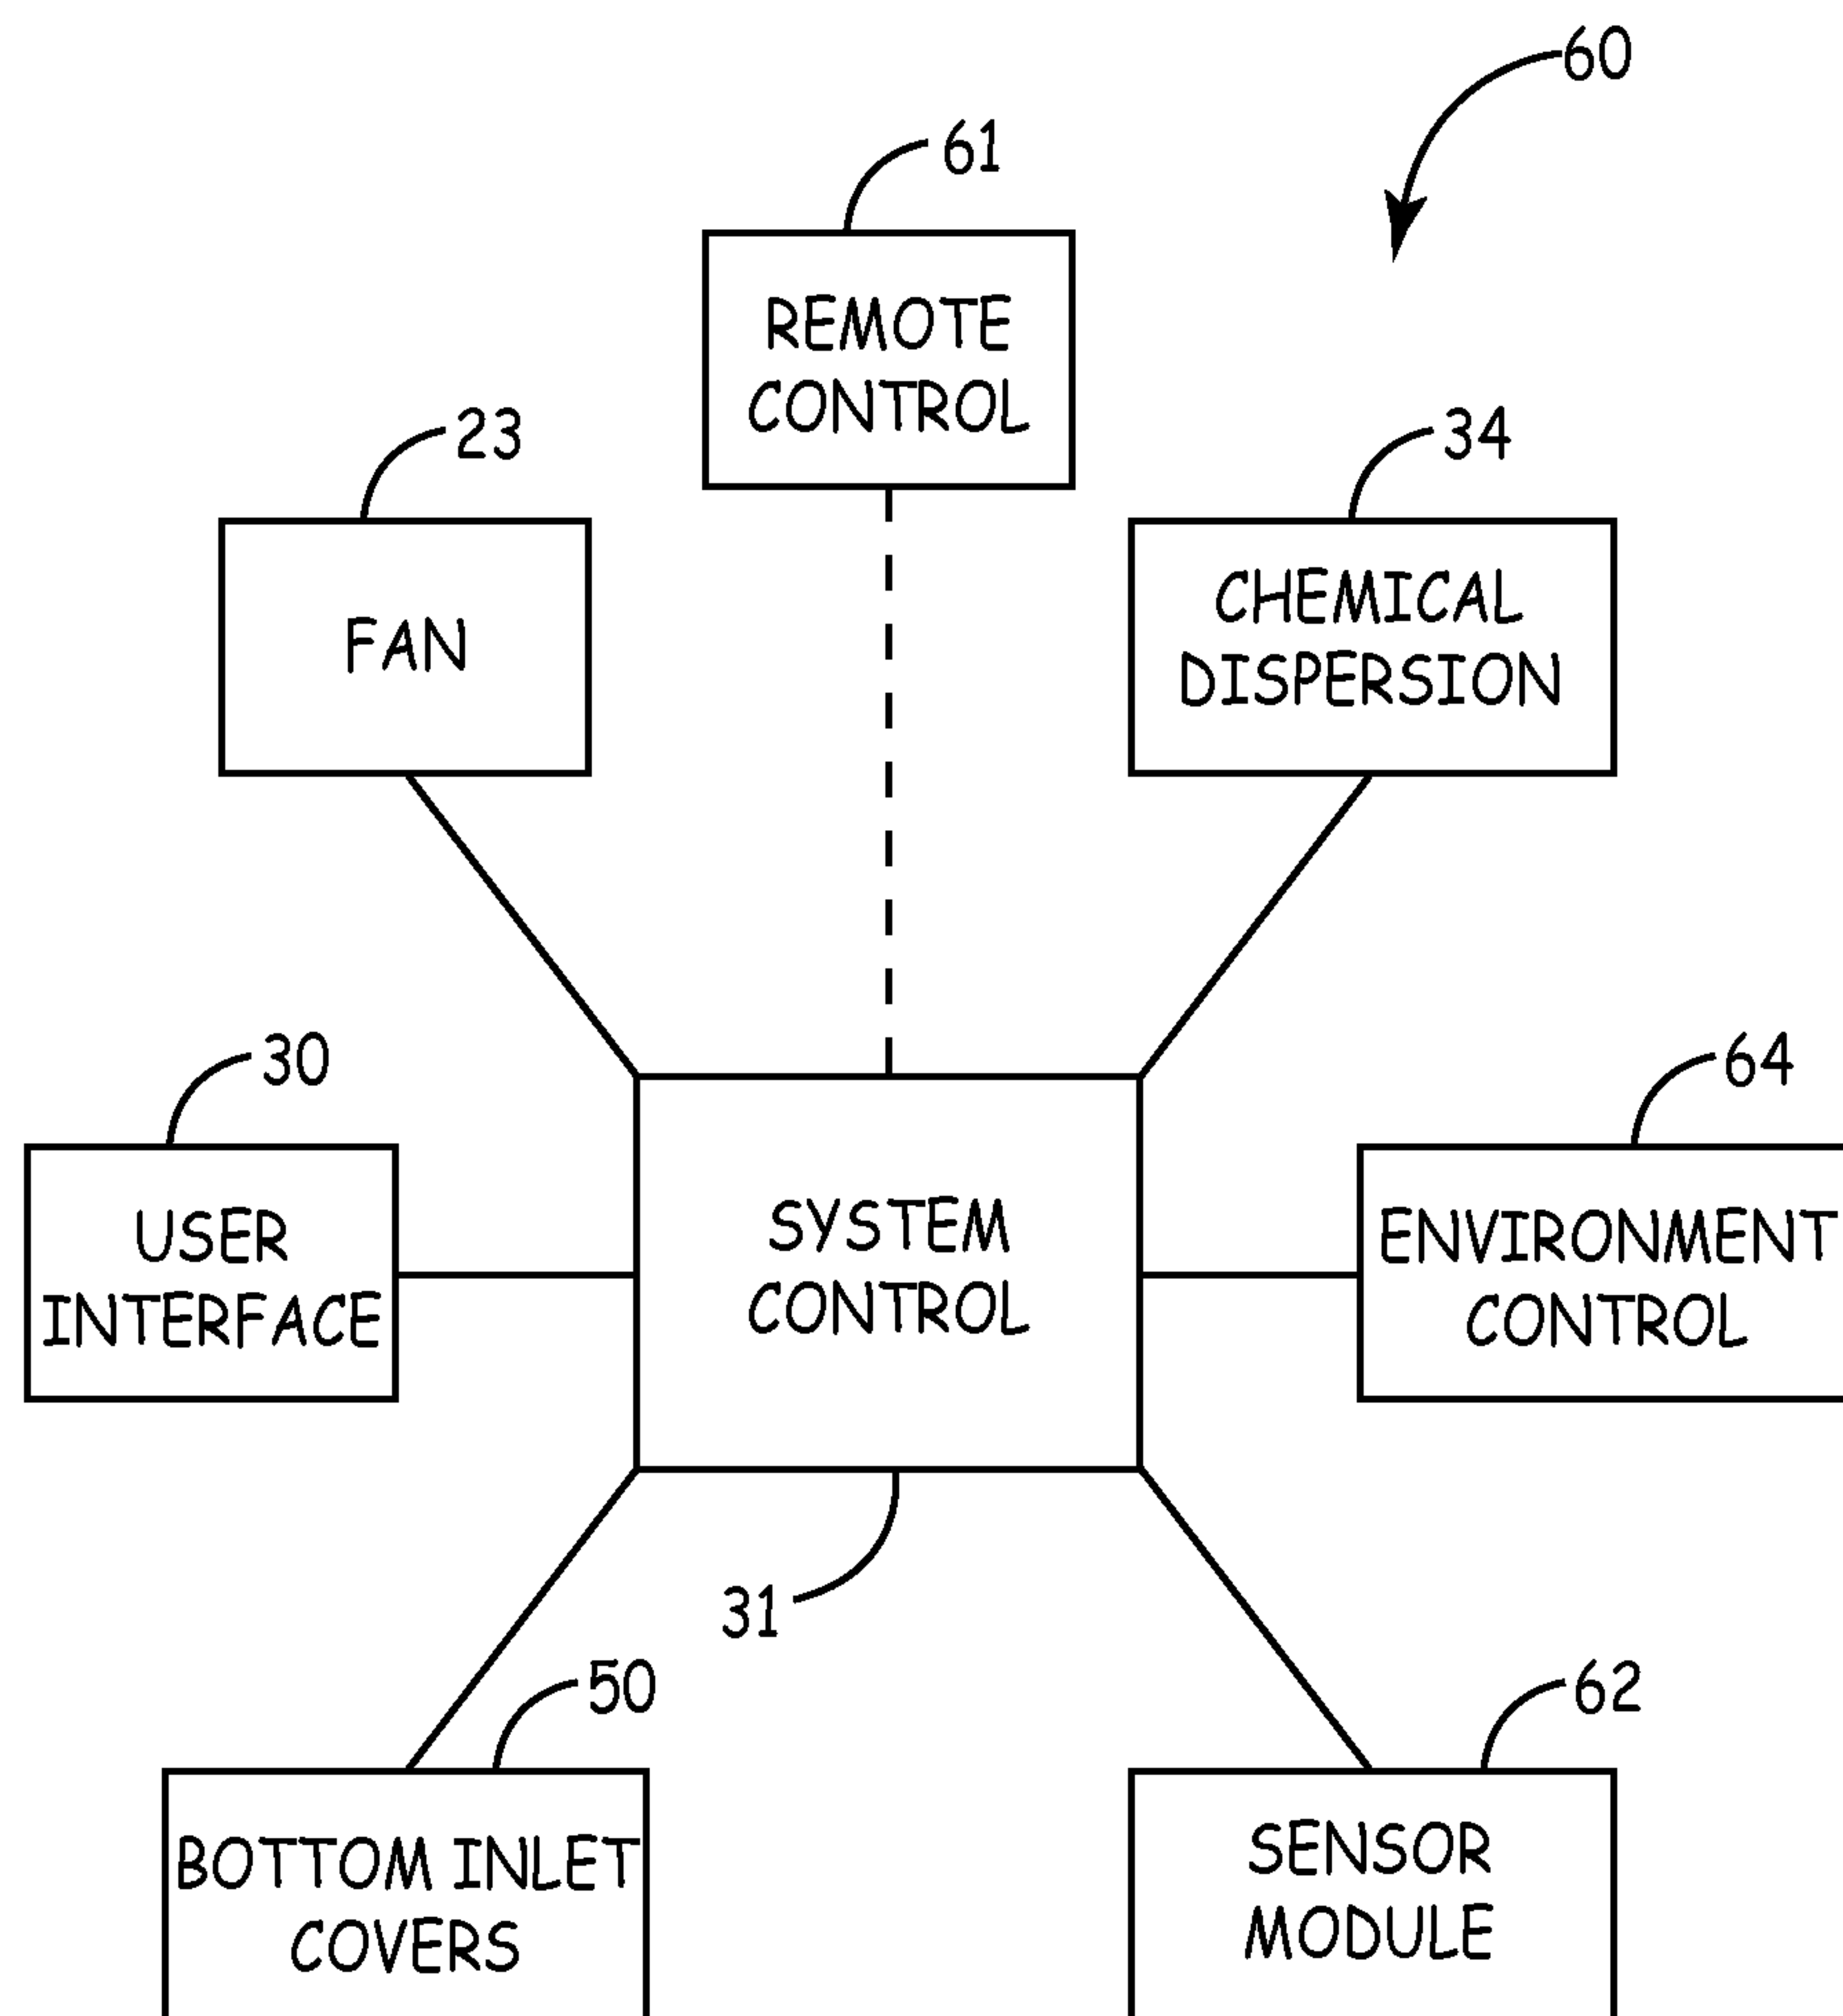 60
61
REMOTE
CONTROL
23
34
FAN
CHEMICAL
DISPERSION
30
64
USER
INTERFACE
SYSTEM
CONTROL
ENVIRONMENT
CONTROL
31
50
62
BOTTOM INLET
COVERS
SENSOR
MODULE